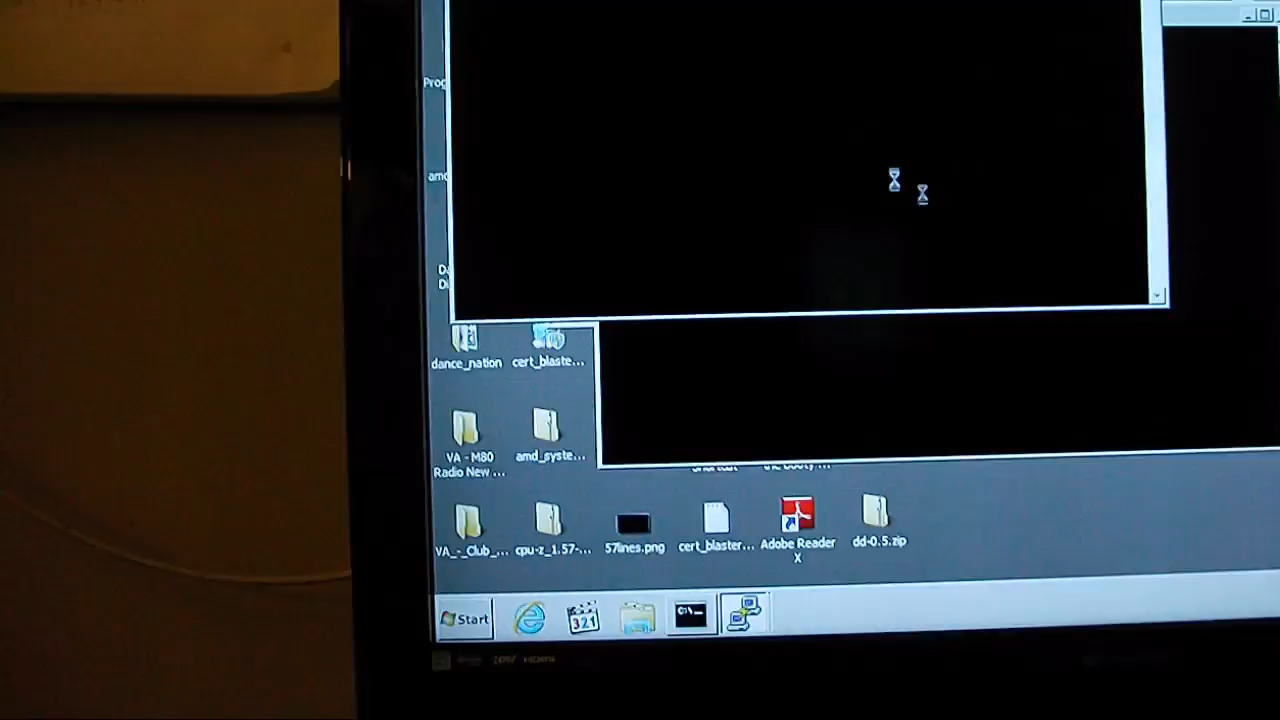 Prog
amd
dance_nation
cert_blaste...
VA - M80
Radio New ...
amd_syste...
VA_-_Club_...
cpu-z_1.57-...
57lines.png
cert_blaster...
Adobe Reader
X
dd-0.5.zip
Start
321
C:\